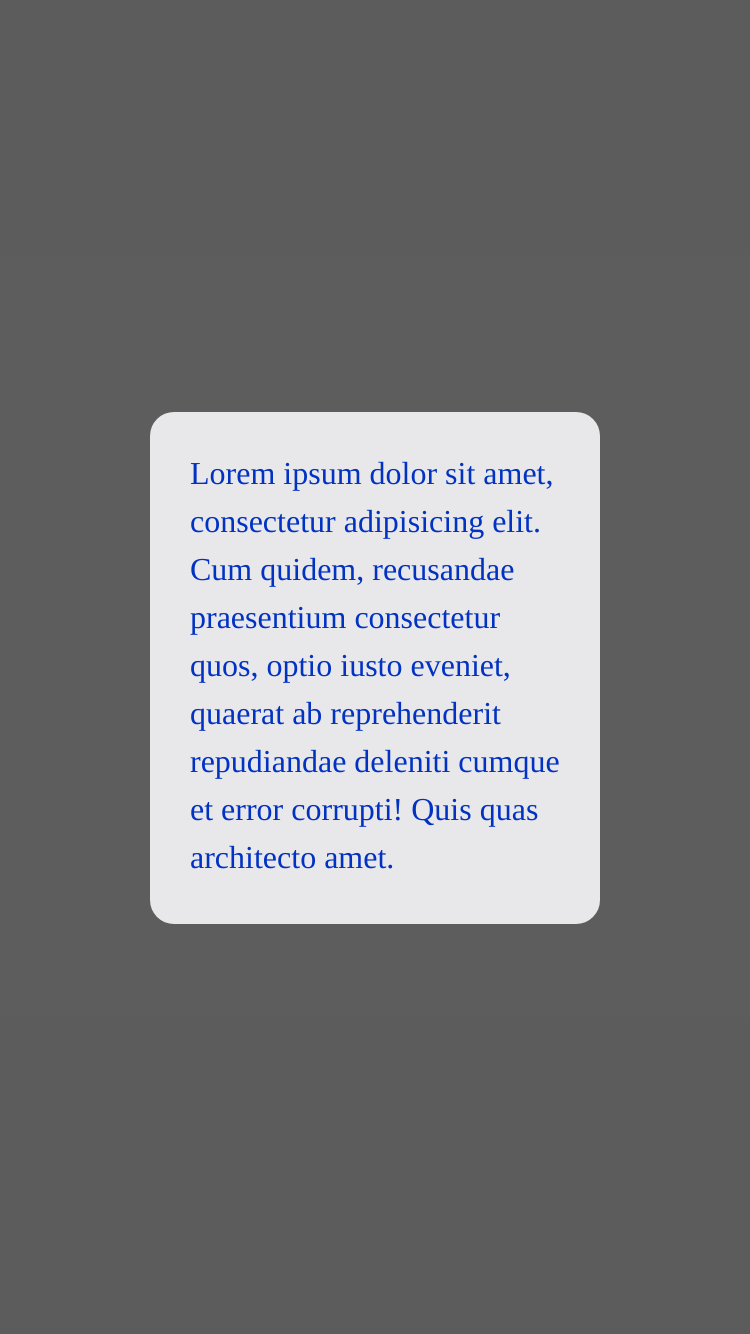 Lorem ipsum dolor sit amet,
consectetur adipisicing elit.
Cum quidem, recusandae
praesentium consectetur
quos, optio iusto eveniet,
quaerat ab reprehenderit
repudiandae deleniti cumque
et error corrupti! Quis quas
architecto amet.